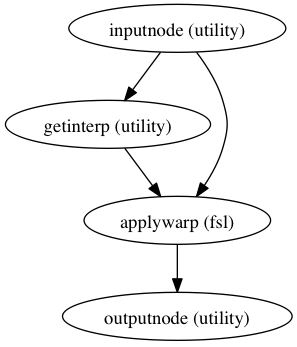 inputnode (utility)
getinterp (utility)
applywarp (fsl)
outputnode (utility)